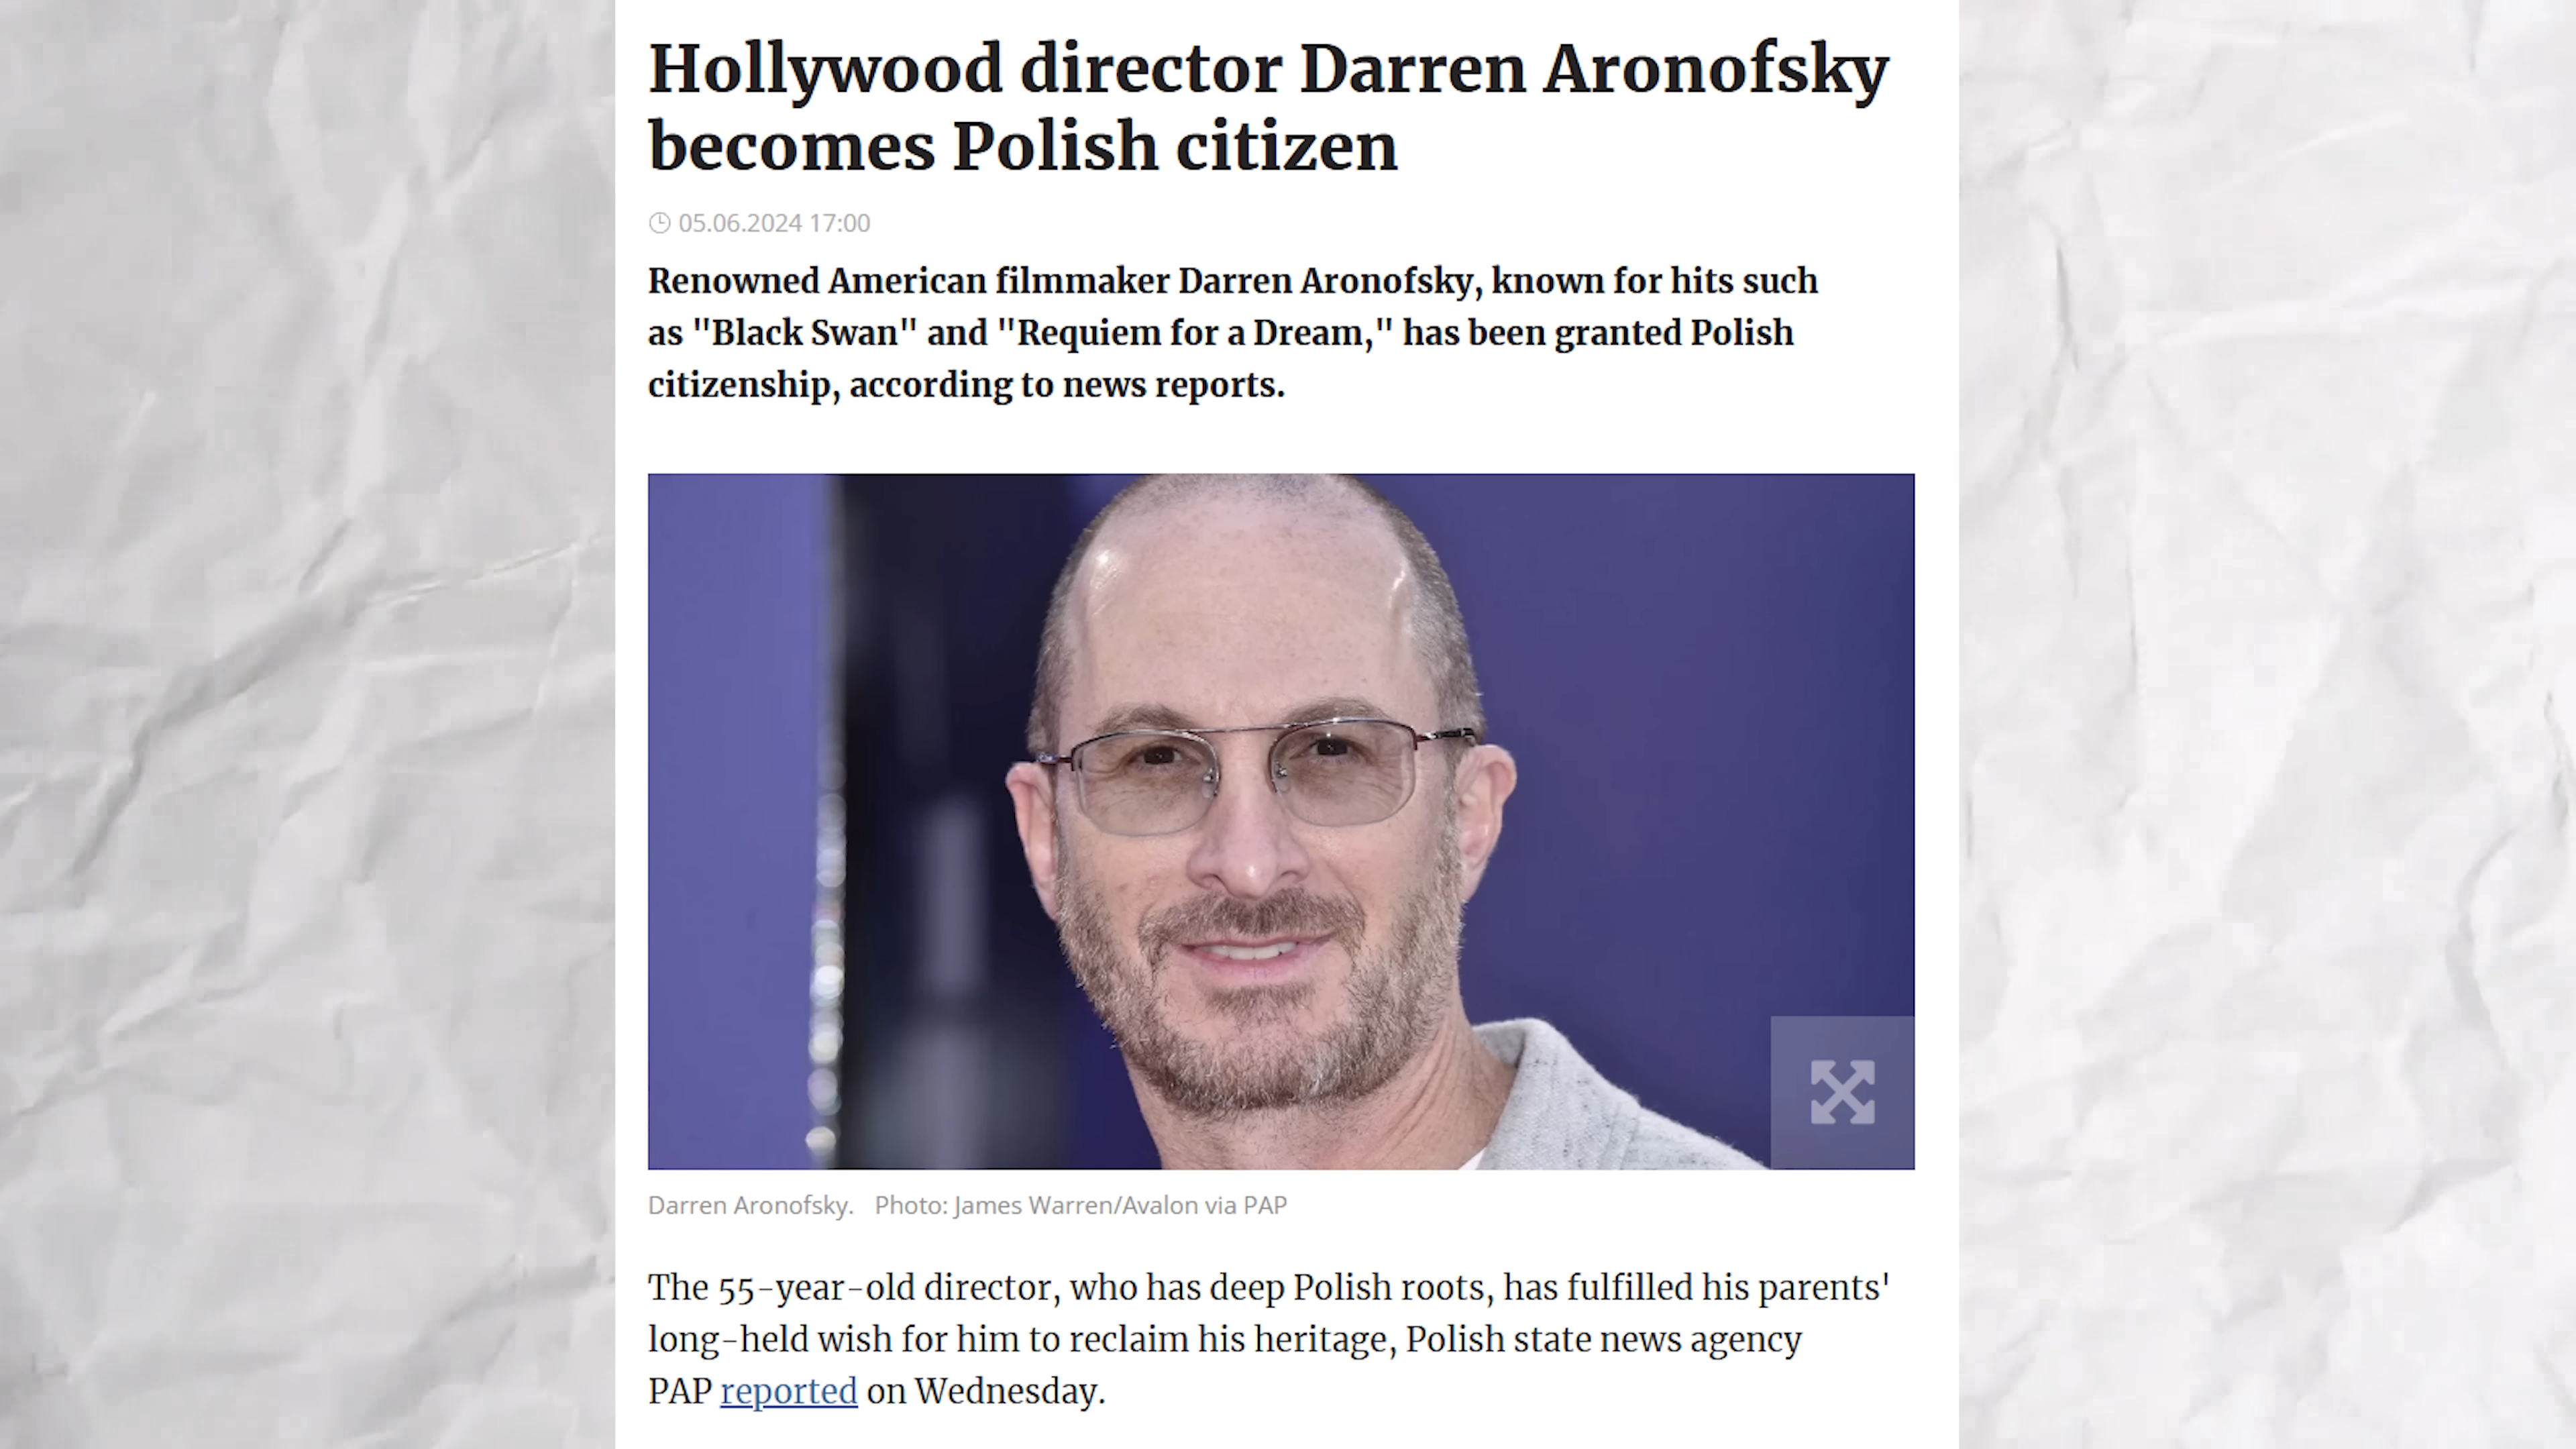 Hollywood director Darren Aronofsky
becomes Polish citizen
05.06.2024 17:00
Renowned American filmmaker Darren Aronofsky, known for hits such
as "Black Swan" and "Requiem for a Dream," has been granted Polish
citizenship, according to news reports.
Darren Aronofsky. Photo: James Warren/Avalon via PAP
The 55-year-old director, who has deep Polish roots, has fulfilled his parents'
long-held wish for him to reclaim his heritage, Polish state news agency
PAP reported on Wednesday.